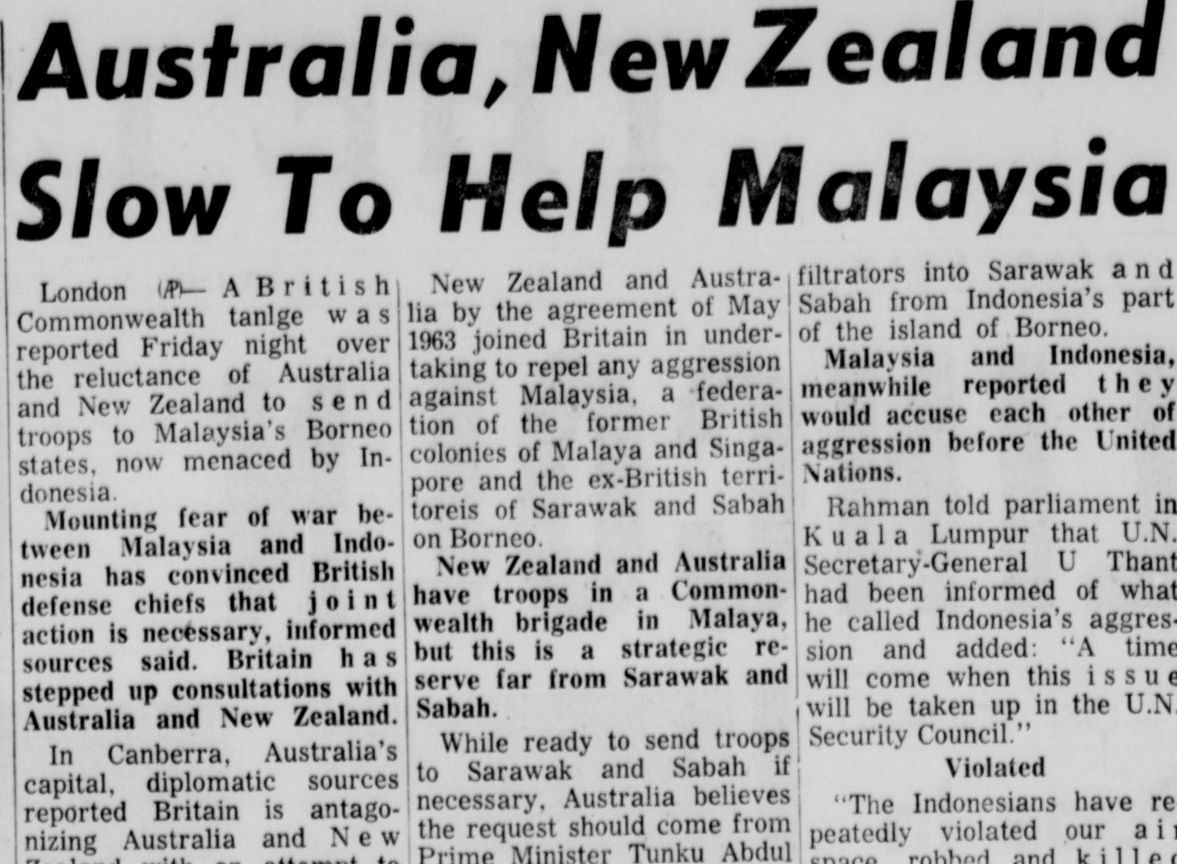 Australia, New Zealand
Slow To Help Malaysia
London (AP)— A British
Commonwealth tanlge was
reported Friday night over
the reluctance of Australia
and New Zealand to send
troops to Malaysia's Borneo
states, now menaced by In-
donesia.
Mounting fear of war be-
tween Malaysia and Indo-
nesia has convinced British
defense chiefs that joint
action is necessary, informed
sources said. Britain has
stepped up consultations with
Australia and New Zealand.
In Canberra, Australia's
capital, diplomatic sources
reported Britain is antago-
nizing Australia and New
Zealand with an attempt to
New Zealand and Austra-
lia by the agreement of May
1963 joined Britain in under-
taking to repel any aggression
against Malaysia, a federa-
tion of the former British
colonies of Malaya and Singa-
pore and the ex-British terri-
toreis of Sarawak and Sabah
on Borneo.
New Zealand and Australia
have troops in a Common-
wealth brigade in Malaya,
but this is a strategic re-
serve far from Sarawak and
Sabah.
While ready to send troops
to Sarawak and Sabah if
necessary, Australia believes
the request should come from
Prime Minister Tunku Abdul
filtrators into Sarawak and
Sabah from Indonesia's part
of the island of Borneo.
Malaysia and Indonesia,
meanwhile reported they
would accuse each other of
aggression before the United
Nations.
Rahman told parliament in
Kuala Lumpur that U.N.
Secretary-General U Thant
had been informed of what
he called Indonesia's aggres-
sion and added: "A time
will come when this issue
will be taken up in the U.N.
Security Council."
Violated
"The Indonesians have re
peatedly violated our air
space, robbed and killed